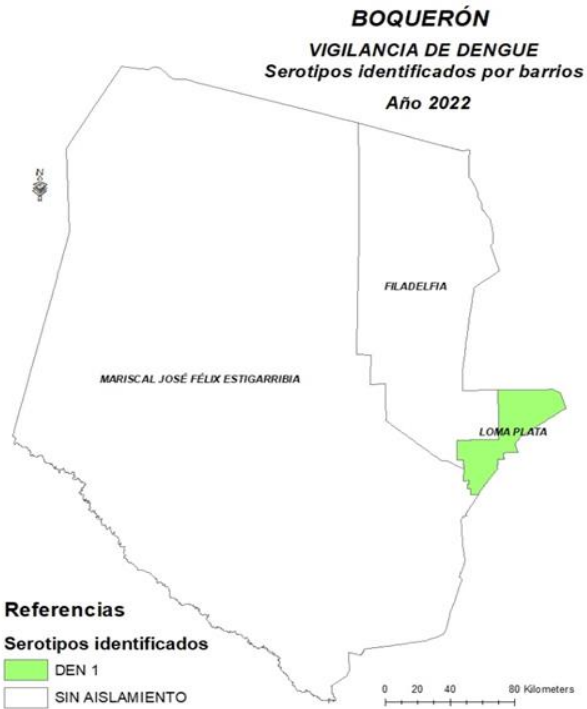 BOQUERÓN
VIGILANCIA DE DENGUE
Serotipos identificados por barrios
Año 2022
N
FILADELFIA
MARISCAL JOSÉ FÉLIX ESTIGARRIBIA
LOMA PLATA
Referencias
Serotipos identificados
DEN 1
SIN AISLAMIENTO
0 20 40 80 Kilometers